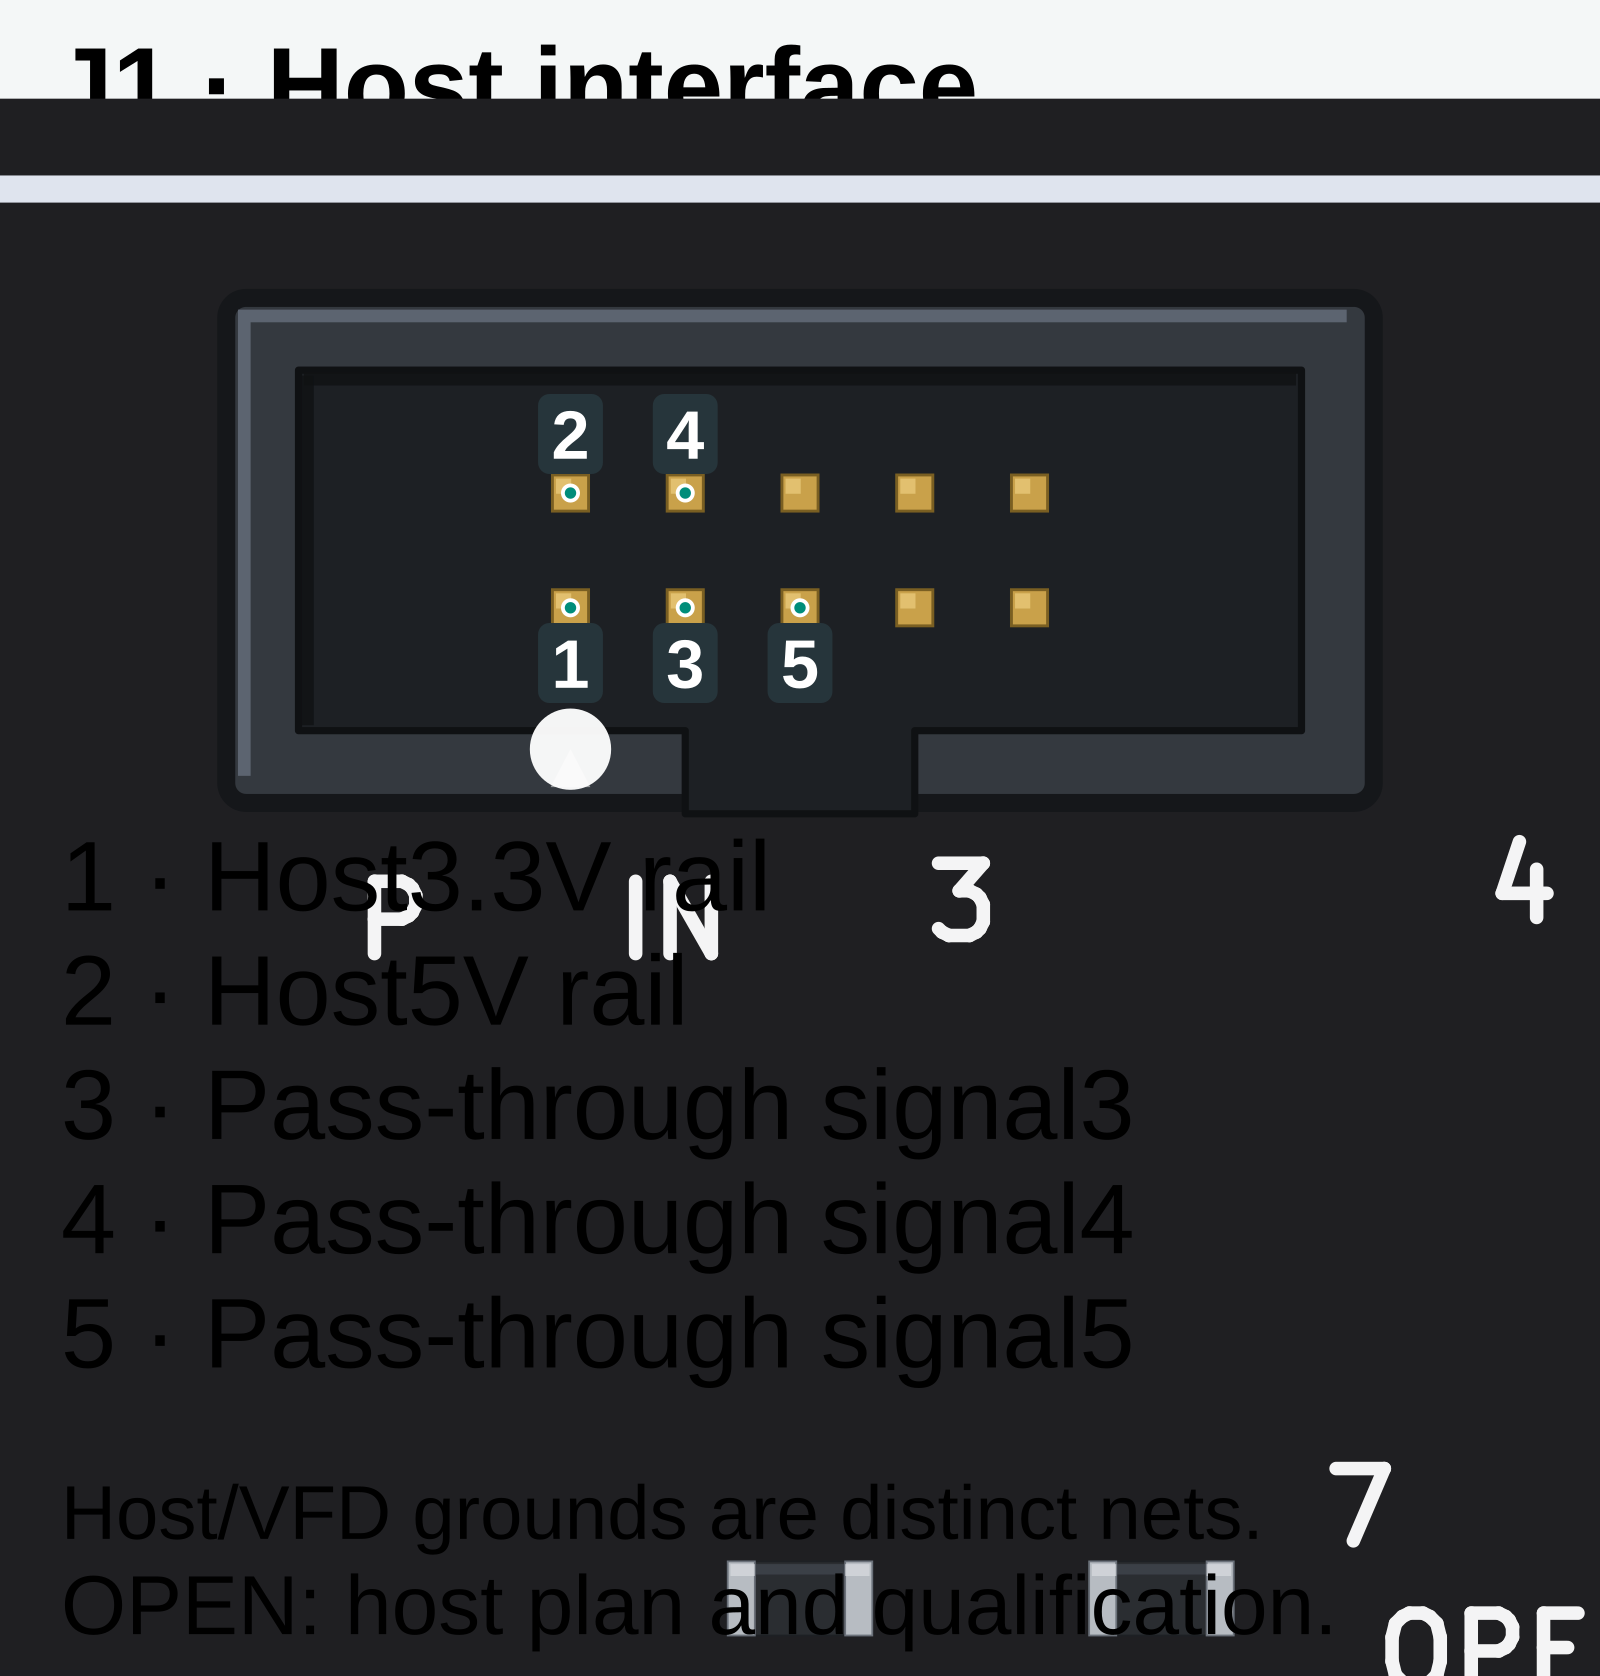 J1 · Host interface
2 4
1 3 5
1 · Host3.3V rail
P IN 3 4
2 · Host5V rail
3 · Pass-through signal3
4 · Pass-through signal4
5 · Pass-through signal5
Host/VFD grounds are distinct nets.
7
OPEN: host plan and qualification.